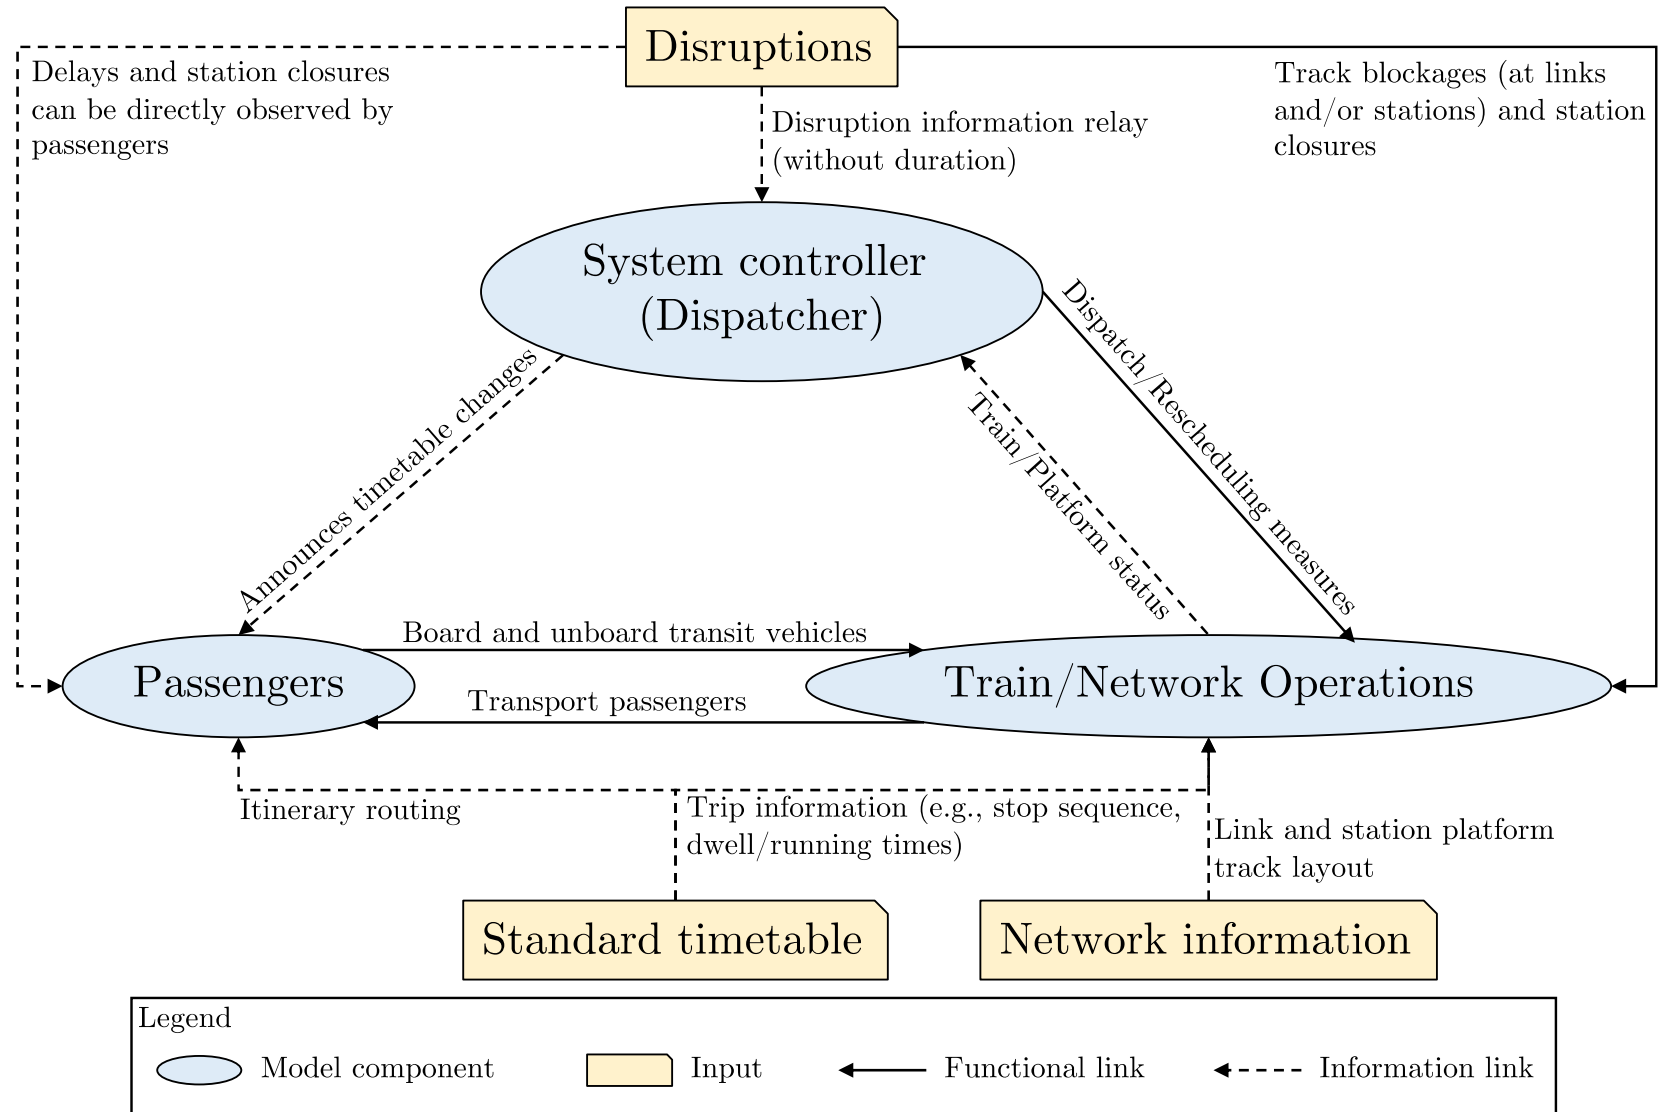 Disruptions
Delays and station closures
can be directly observed by
passengers
Disruption information relay
(without duration)
Track blockages (at links
and/or stations) and station
closures
System controller
(Dispatcher)
Announces timetable changes
Train/Platform status
Dispatch/Rescheduling measures
Board and unboard transit vehicles
Passengers
Train/Network Operations
Transport passengers
Itinerary routing
Trip information (e.g., stop sequence,
dwell/running times)
Link and station platform
track layout
Standard timetable
Network information
Legend
Model component
Input
Functional link
Information link